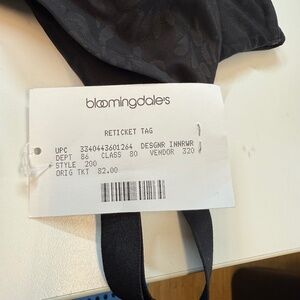 bloomingdale's
RETICKET TAG
UPC 3340443601264 DESGNR INNRWR
DEPT 86 CLASS 80 VENDOR 320
STYLE 200
ORIG TKT 82.00